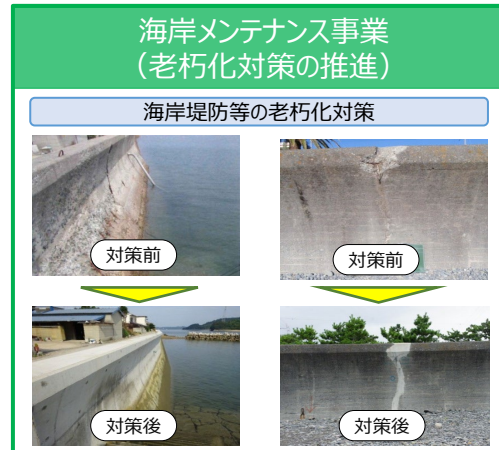 海岸メンテナンス事業
（老朽化対策の推進）
海岸堤防等の老朽化対策
対策前
対策前
対策後
対策後